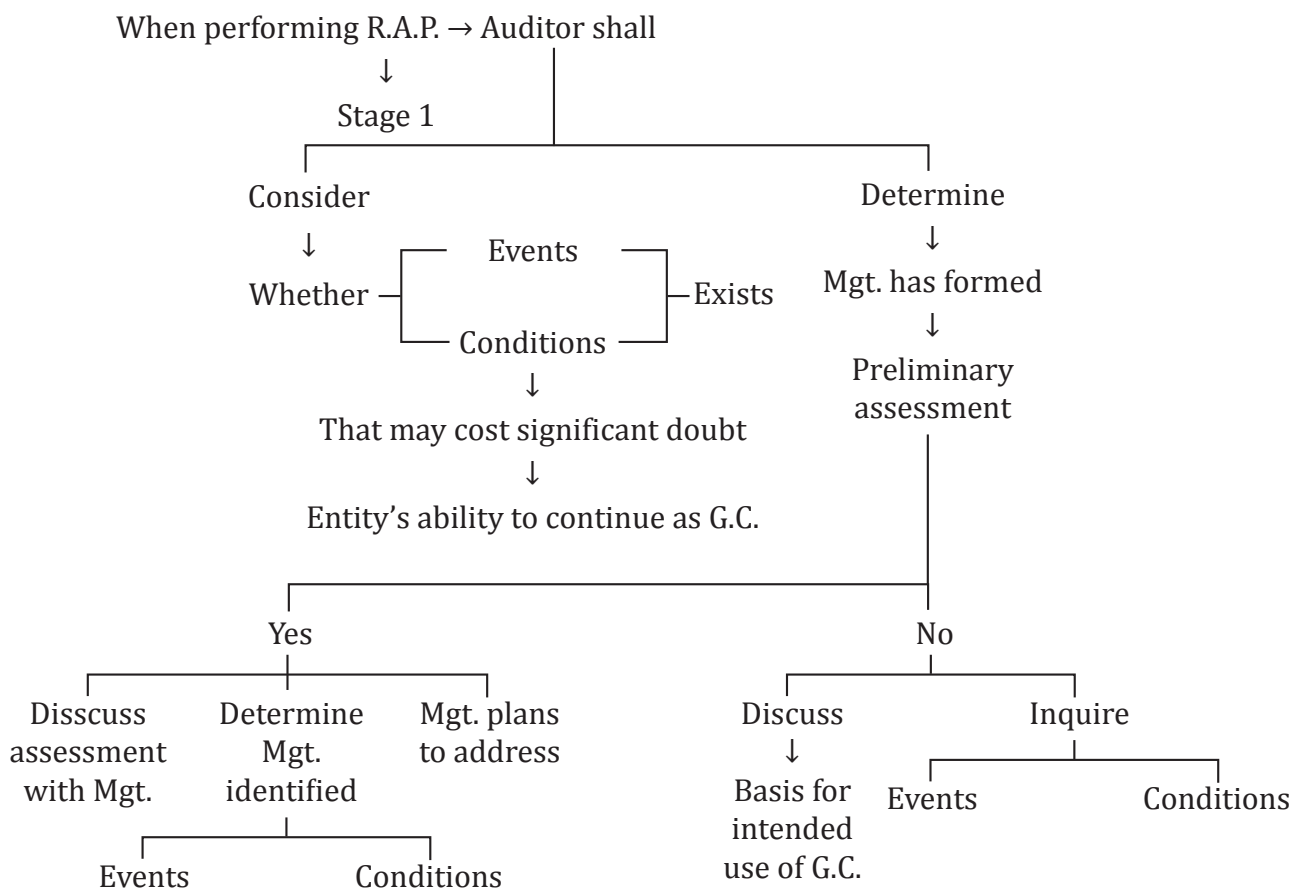 When performing R.A.P. → Auditor shall
↓
Stage 1
Consider
↓
Whether
Events
Conditions
Exists
↓
That may cost significant doubt
↓
Entity’s ability to continue as G.C.
Determine
↓
Mgt. has formed
↓
Preliminary
assessment
Yes
Disscuss
assessment
with Mgt.
Determine
Mgt.
identified
Events
Conditions
Mgt. plans
to address
No
Discuss
↓
Basis for
intended
use of G.C.
Inquire
Events
Conditions